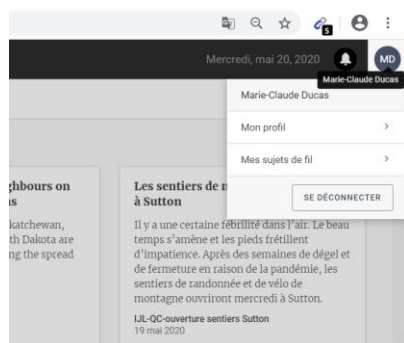 5
Mercredi, mai 20, 2020
MD
Marie-Claude Ducas
Marie-Claude Ducas
Mon profil
Mes sujets de fil
SE DÉCONNECTER
ghbours on
as
katchewan,
th Dakota are
ng the spread
Les sentiers de
à Sutton
Il y a une certaine fébrilité dans l'air. Le beau
temps s'amène et les pieds frétillent
d'impatience. Après des semaines de dégel et
de fermeture en raison de la pandémie, les
sentiers de randonnée et de vélo de
montagne ouvriront mercredi à Sutton.
IJL-QC-ouverture sentiers Sutton
19 mai 2020